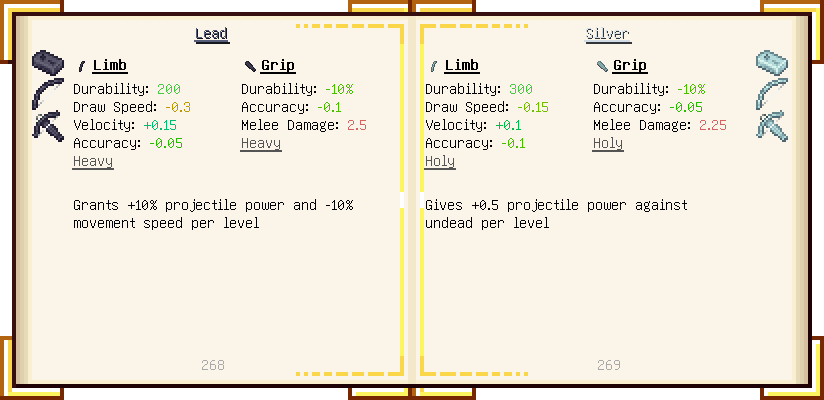 Lead
Limb
Durability: 200
Draw Speed: -0.3
Velocity: +0.15
Accuracy: -0.05
Heavy
Grip
Durability: -10%
Accuracy: -0.1
Melee Damage: 2.5
Heavy
Grants +10% projectile power and -10%
movement speed per level
268
Silver
Limb
Durability: 300
Draw Speed: -0.15
Velocity: +0.1
Accuracy: -0.1
Holy
Grip
Durability: -10%
Accuracy: -0.05
Melee Damage: 2.25
Holy
Gives +0.5 projectile power against
undead per level
269